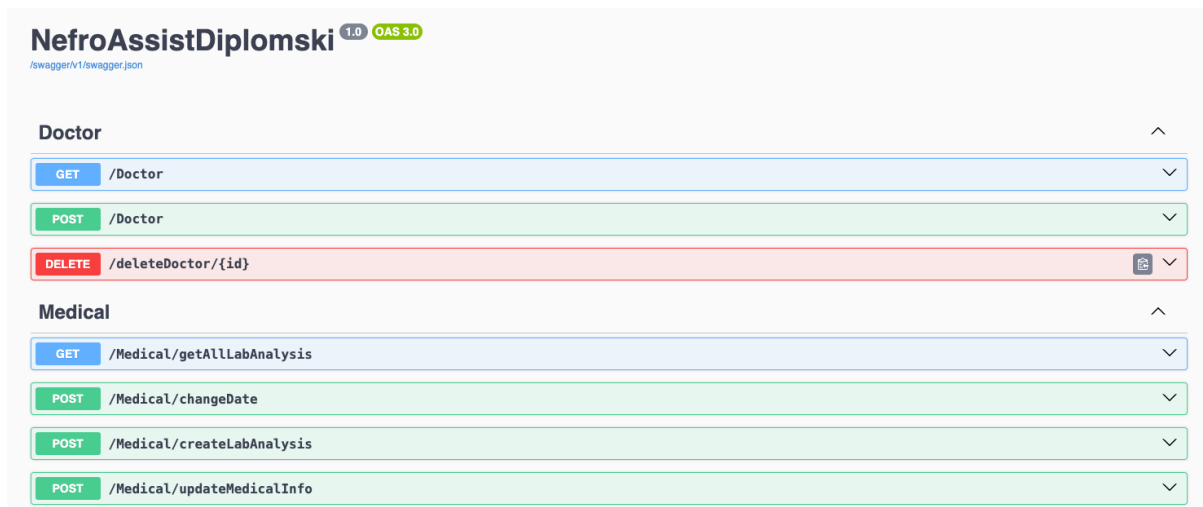 NefroAssistDiplomski 1.0 OAS 3.0
/swagger/v1/swagger.json
Doctor
GET /Doctor
POST /Doctor
DELETE /deleteDoctor/{id}
Medical
GET /Medical/getAllLabAnalysis
POST /Medical/changeDate
POST /Medical/createLabAnalysis
POST /Medical/updateMedicalInfo